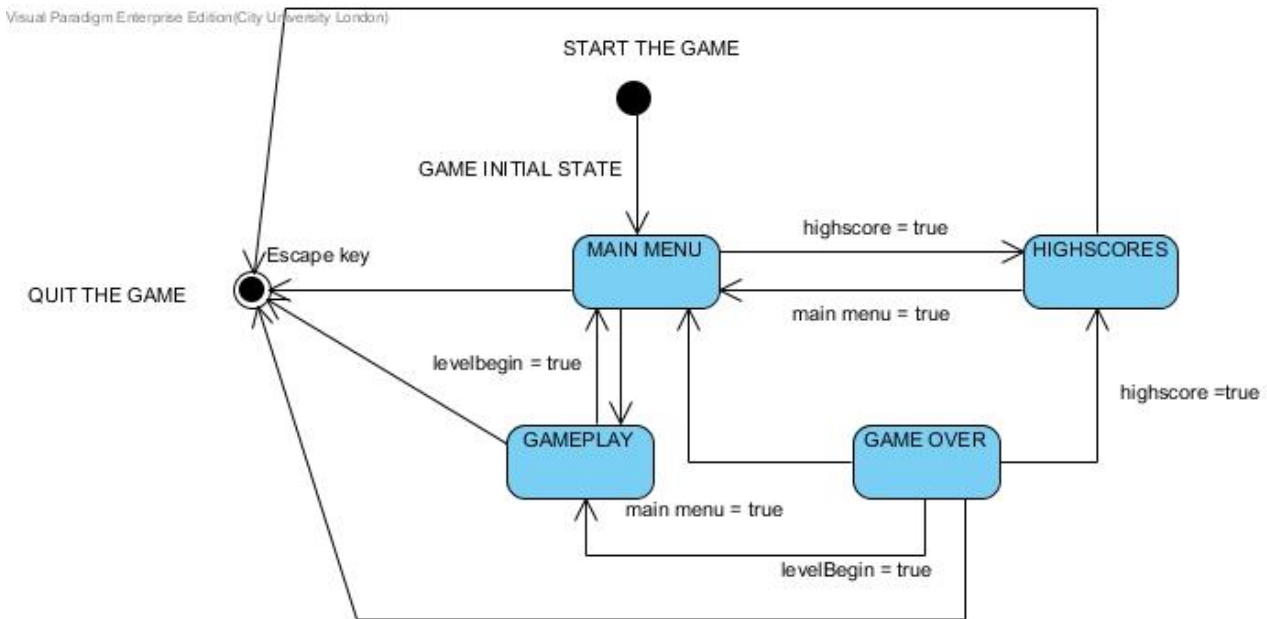 Visual Paradigm Enterprise Edition(City University London)
START THE GAME
GAME INITIAL STATE
highscore = true
MAIN MENU
HIGHSCORES
Escape key
QUIT THE GAME
main menu = true
levelbegin = true
highscore =true
GAMEPLAY
GAME OVER
main menu = true
levelBegin = true